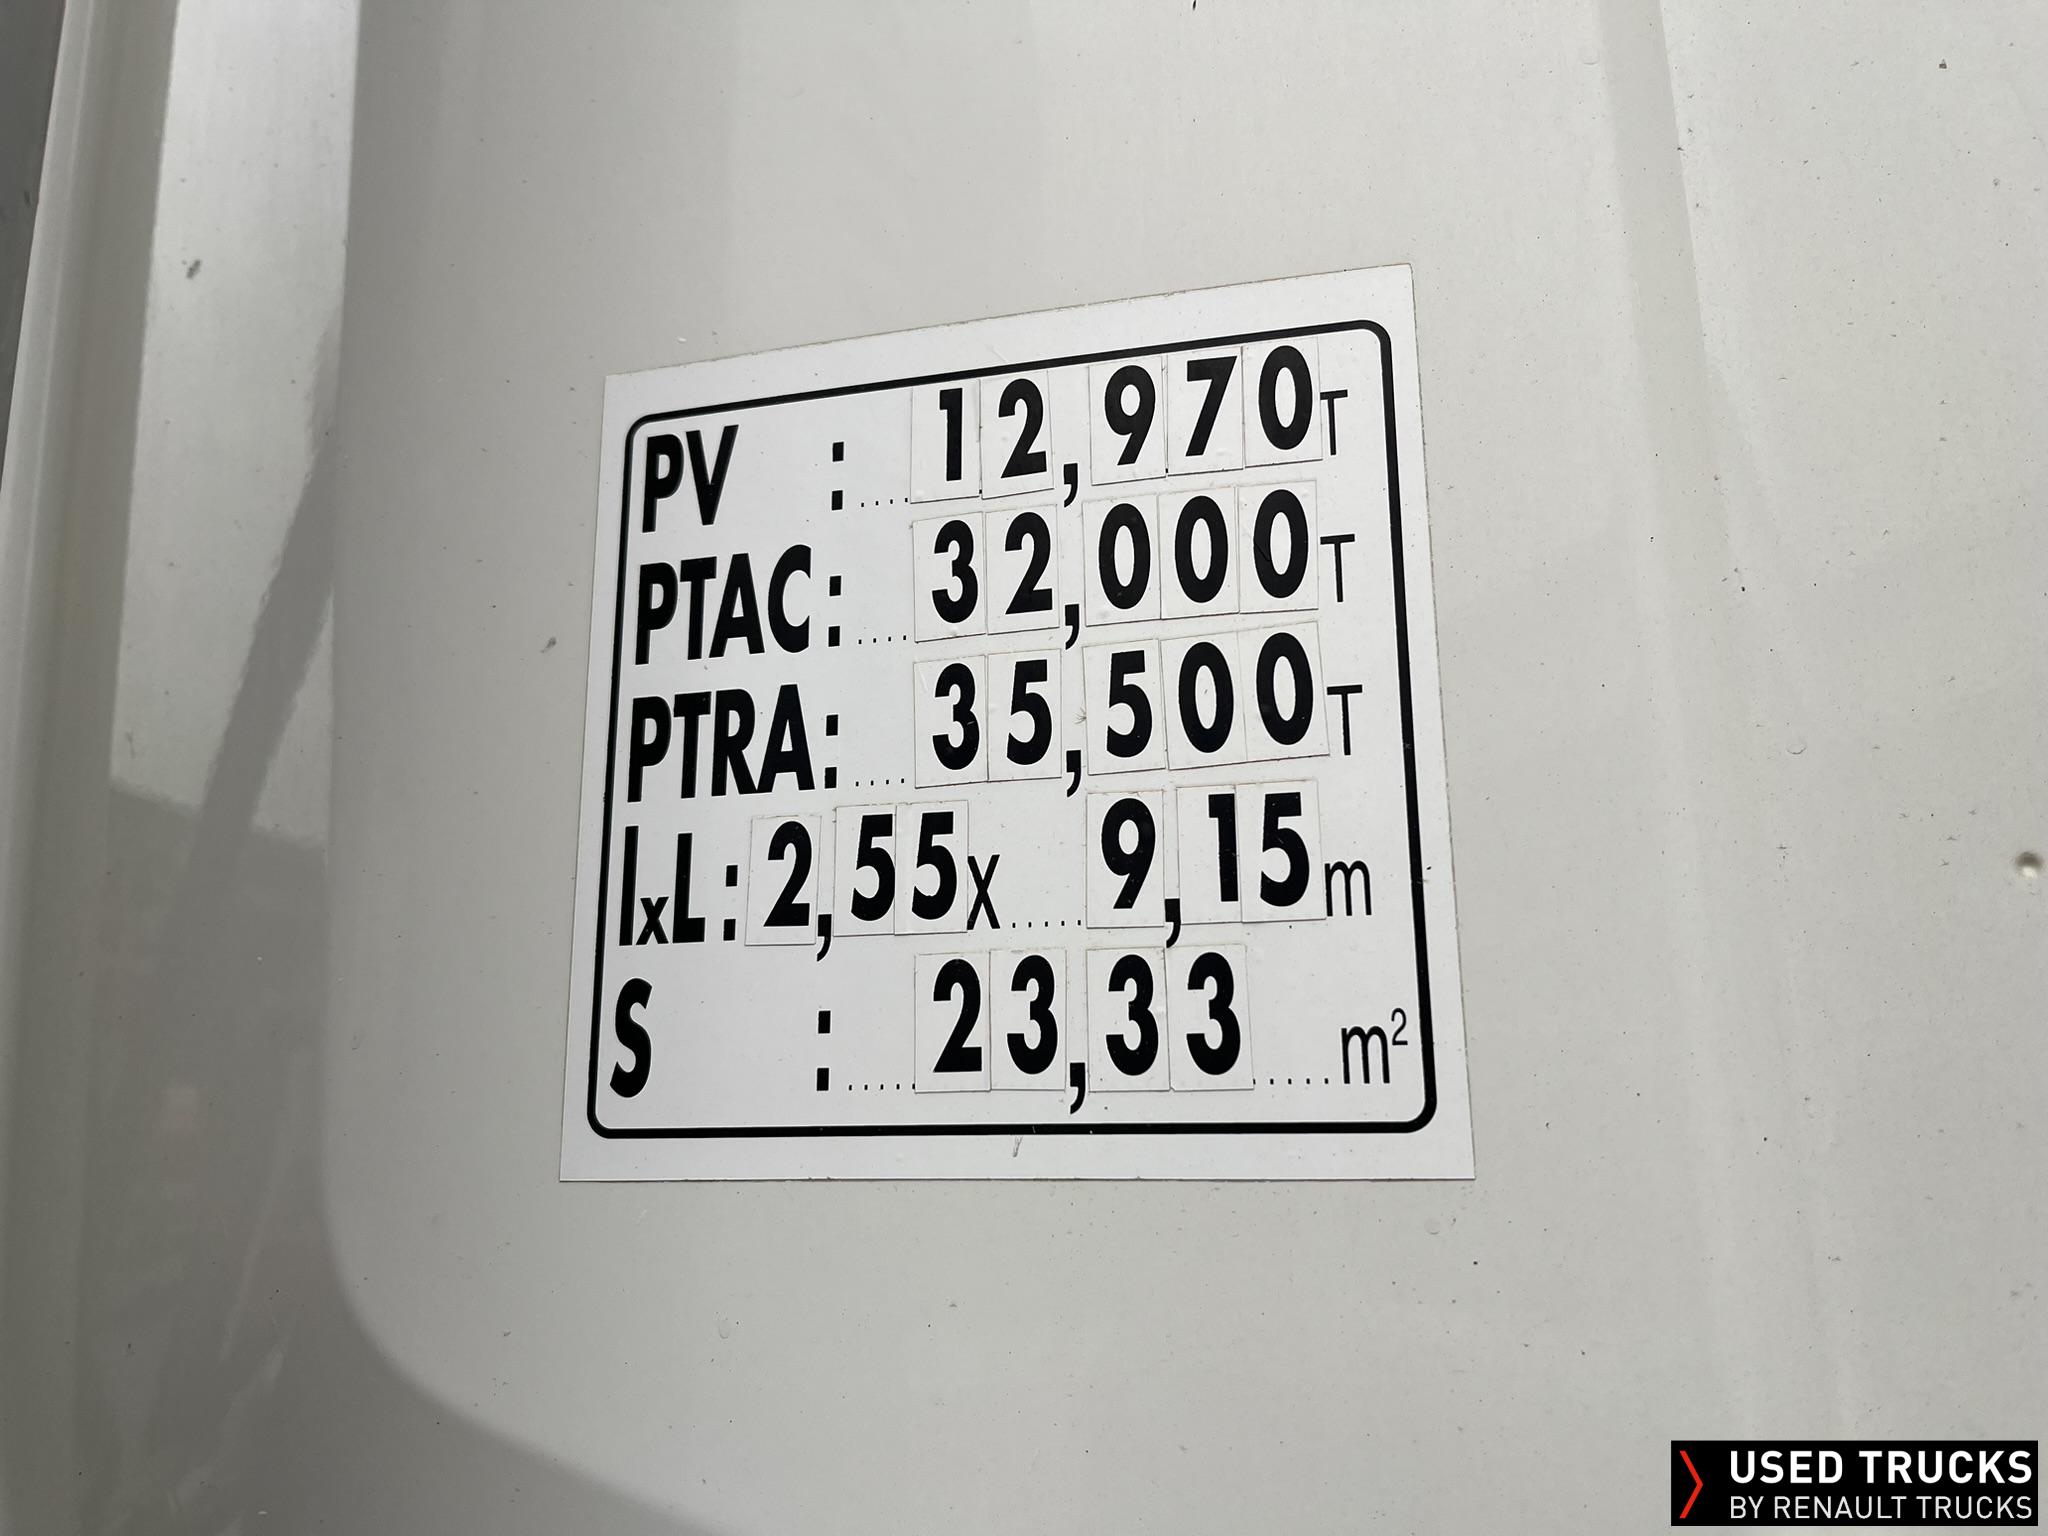 PV :....12,970T
PTAC:....32,000T
PTRA:....35,500T
lxL:2,55x.....9,15m
S :.....23,33.....m²
USED TRUCKS
BY RENAULT TRUCKS